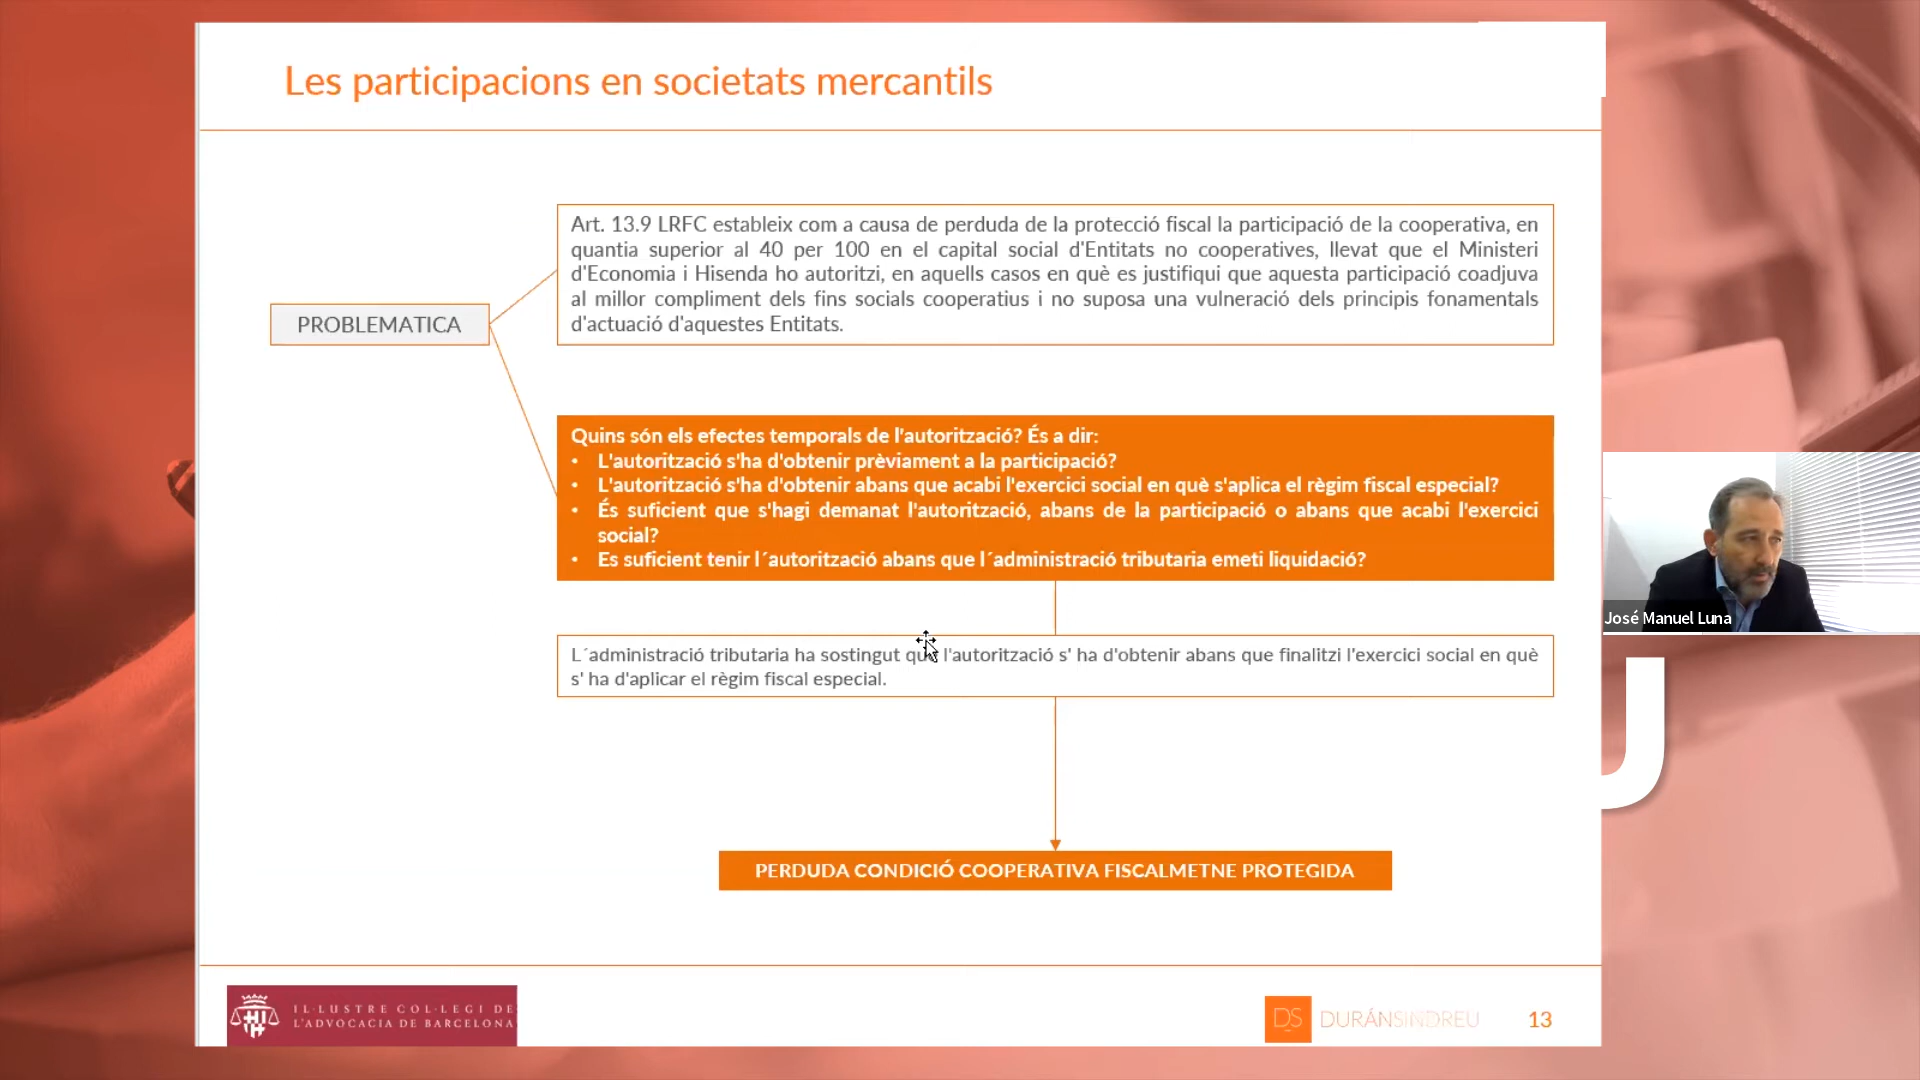 Les participacions en societats mercantils
Art. 13.9 LRFC estableix com a causa de perduda de la protecció fiscal la participació de la cooperativa, en
quantia superior al 40 per 100 en el capital social d'Entitats no cooperatives, llevat que el Ministeri
d'Economia i Hisenda ho autoritzi, en aquells casos en què es justifiqui que aquesta participació coadjuva
al millor compliment dels fins socials cooperatius i no suposa una vulneració dels principis fonamentals
d'actuació d'aquestes Entitats.
PROBLEMATICA
Quins són els efectes temporals de l'autorització? És a dir:
• L'autorització s'ha d'obtenir prèviament a la participació?
• L'autorització s'ha d'obtenir abans que acabi l'exercici social en què s'aplica el règim fiscal especial?
• És suficient que s'hagi demanat l'autorització, abans de la participació o abans que acabi l'exercici
social?
• Es suficient tenir l´autorització abans que l´administració tributaria emeti liquidació?
José Manuel Luna
L´administració tributaria ha sostingut que l'autorització s' ha d'obtenir abans que finalitzi l'exercici social en què
s' ha d'aplicar el règim fiscal especial.
PERDUDA CONDICIÓ COOPERATIVA FISCALMETNE PROTEGIDA
IL·LUSTRE COL·LEGI DE
L'ADVOCACIA DE BARCELONA
DS DURÁNSINDREU
13